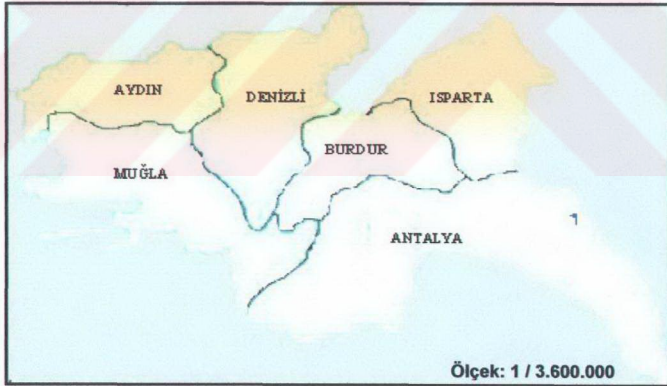 AYDIN
DENİZLİ
ISPARTA
BURDUR
MUĞLA
ANTALYA
Ölçek: 1 / 3.600.000